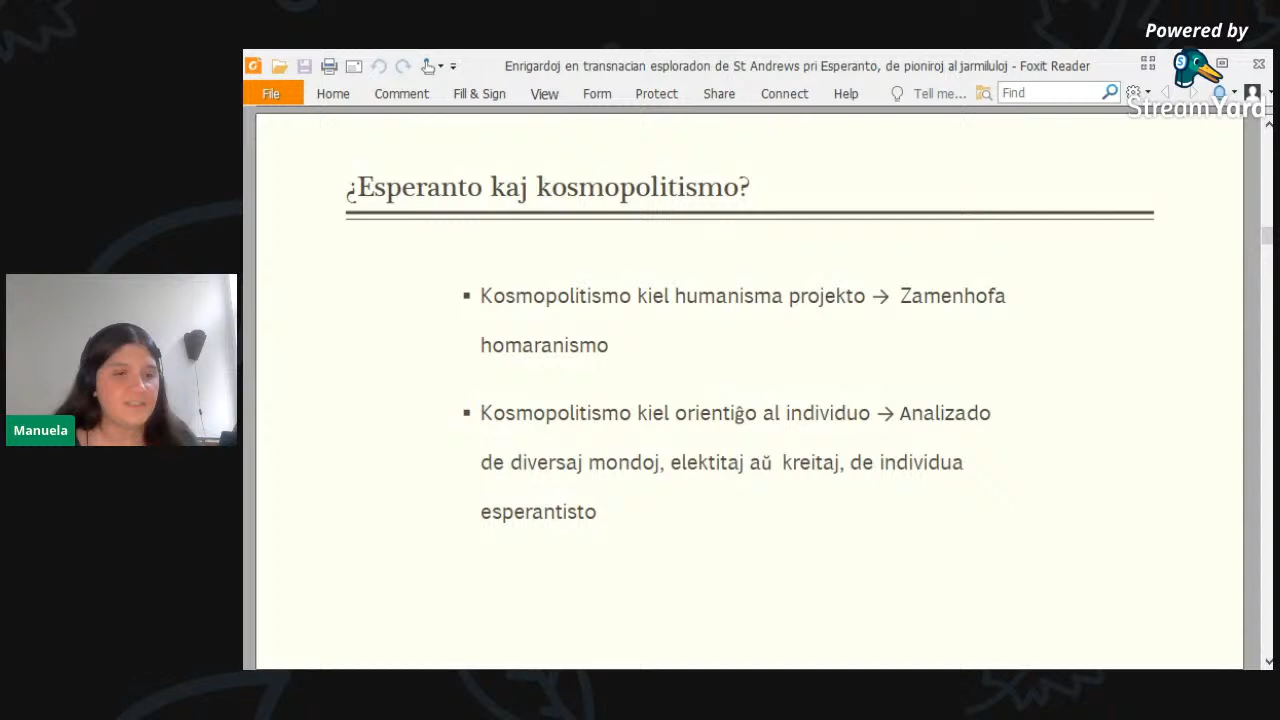 Powered by
StreamYard
Enrigardoj en transnacian esploradon de St Andrews pri Esperanto, de pioniroj al jarmiluloj - Foxit Reader
File Home Comment Fill & Sign View Form Protect Share Connect Help Tell me... Find
¿Esperanto kaj kosmopolitismo?
▪ Kosmopolitismo kiel humanisma projekto → Zamenhofa
homaranismo
▪ Kosmopolitismo kiel orientiĝo al individuo → Analizado
de diversaj mondoj, elektitaj aŭ kreitaj, de individua
esperantisto
Manuela